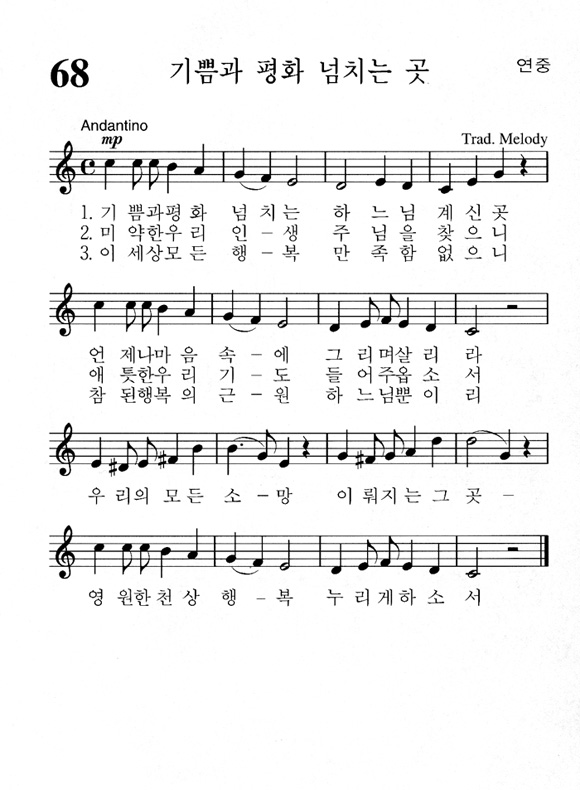 68 기쁨과 평화 넘치는 곳 연중
Andantino
mp
Trad. Melody
1. 기 쁨과평 화 넘 치 는 하 느 님 계 신 곳
2. 미 약한우 리 인 - 생 주 님 을 찾 으 니
3. 이 세상모 든 행 - 복 만 족 함 없 으 니
언 제나마 음 속 - 에 그 리 며살 리 라
애 틋한우 리 기 - 도 들 어 주옵 소 서
참 된행복 의 근 - 원 하 느 님뿐 이 리
우 리의 모든 소 - 망 이 뤄지 는 그 곳 -
영 원한 천 상 행 - 복 누 리 게하 소 서